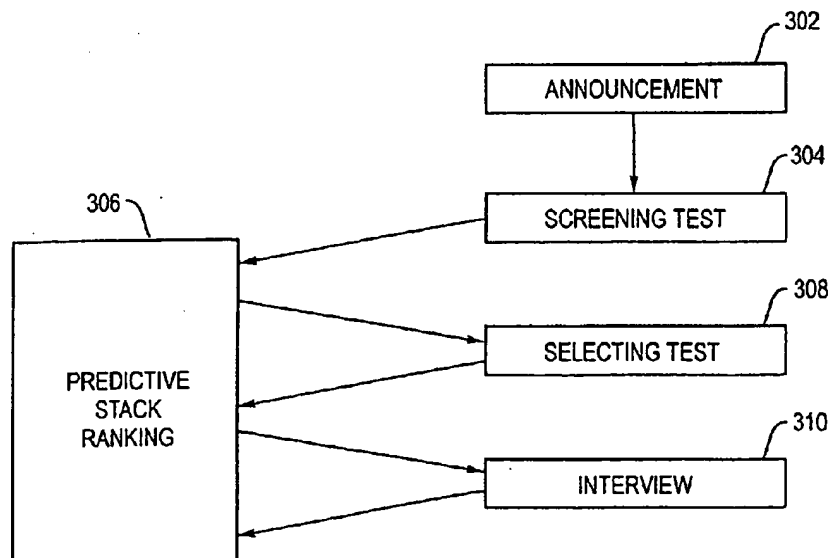 302
ANNOUNCEMENT
304
SCREENING TEST
306
308
SELECTING TEST
PREDICTIVE
STACK
RANKING
310
INTERVIEW